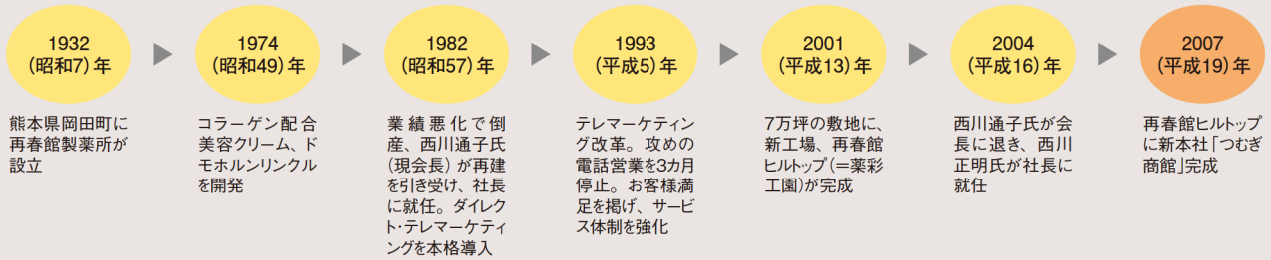 1932
（昭和7）年
熊本県岡田町に
再春館製薬所が
設立
1974
（昭和49）年
コラーゲン配合
美容クリーム、ド
モホルンリンクル
を開発
1982
（昭和57）年
業績悪化で倒
産、西川通子氏
（現会長）が再建
を引き受け、社長
に就任。ダイレク
ト・テレマーケティ
ングを本格導入
1993
（平成5）年
テレマーケティン
グ改革。攻めの
電話営業を3カ月
停止。お客様満
足を掲げ、サービ
ス体制を強化
2001
（平成13）年
7万坪の敷地に、
新工場、再春館
ヒルトップ（＝薬彩
工園）が完成
2004
（平成16）年
西川通子氏が会
長に退き、西川
正明氏が社長に
就任
2007
（平成19）年
再春館ヒルトップ
に新本社「つむぎ
商館」完成